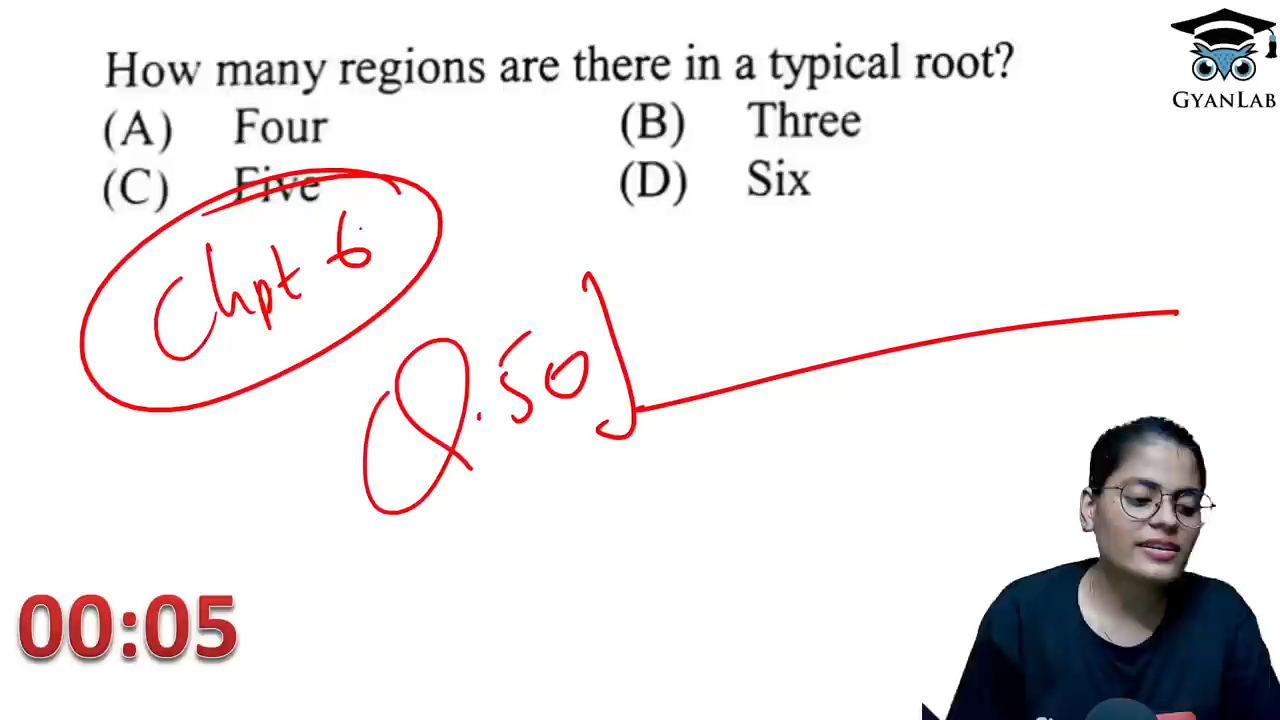 How many regions are there in a typical root?
(A) Four (B) Three
(C) Five (D) Six
GYANLAB
Chpt 6
Q.50]
00:05